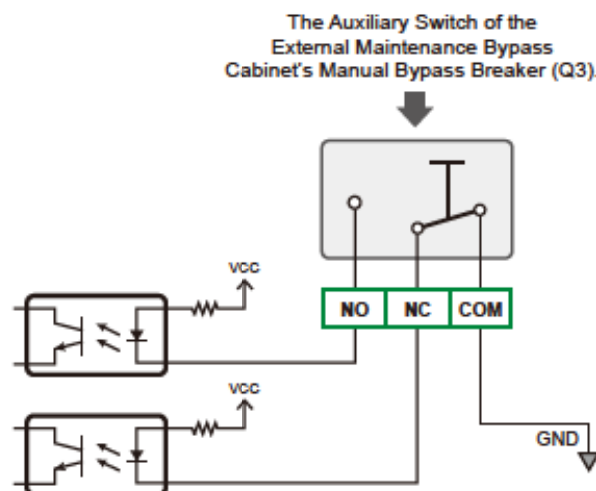 The Auxiliary Switch of the
External Maintenance Bypass
Cabinet's Manual Bypass Breaker (Q3).
VCC
NO NC COM
VCC
GND